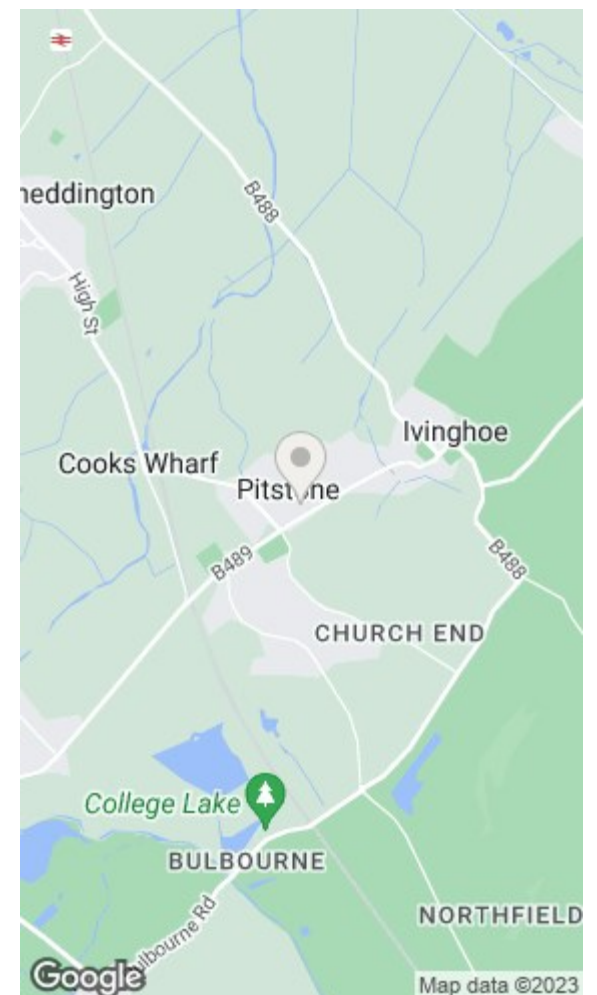 heddington
B488
High St
Ivinghoe
Cooks Wharf
Pitstone
B489
B488
CHURCH END
College Lake
BULBOURNE
NORTHFIELD
ulbourne Rd
Google
Map data ©2023